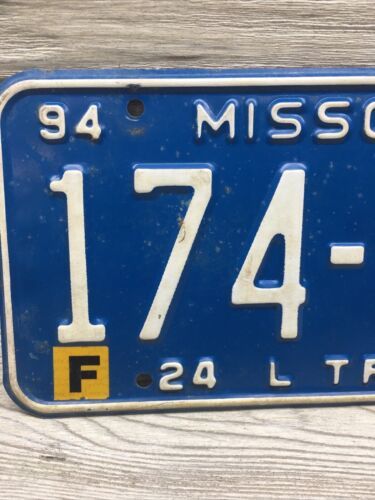 94 MISSO
174-
F 24 L TR